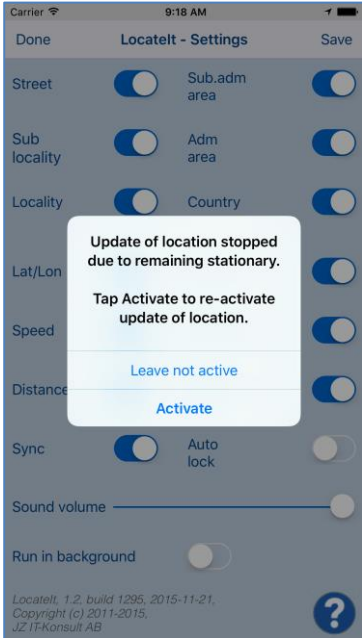 Carrier 9:18 AM
Done LocateIt - Settings Save
Street Sub.adm
area
Sub
locality Adm
area
Locality Country
Update of location stopped
due to remaining stationary.
Tap Activate to re-activate
update of location.
Leave not active
Activate
Lat/Lon
Speed
Distance
Sync Auto
lock
Sound volume
Run in background
LocateIt, 1.2, build 1295, 2015-11-21,
Copyright (c) 2011-2015,
JZ IT-Konsult AB
?